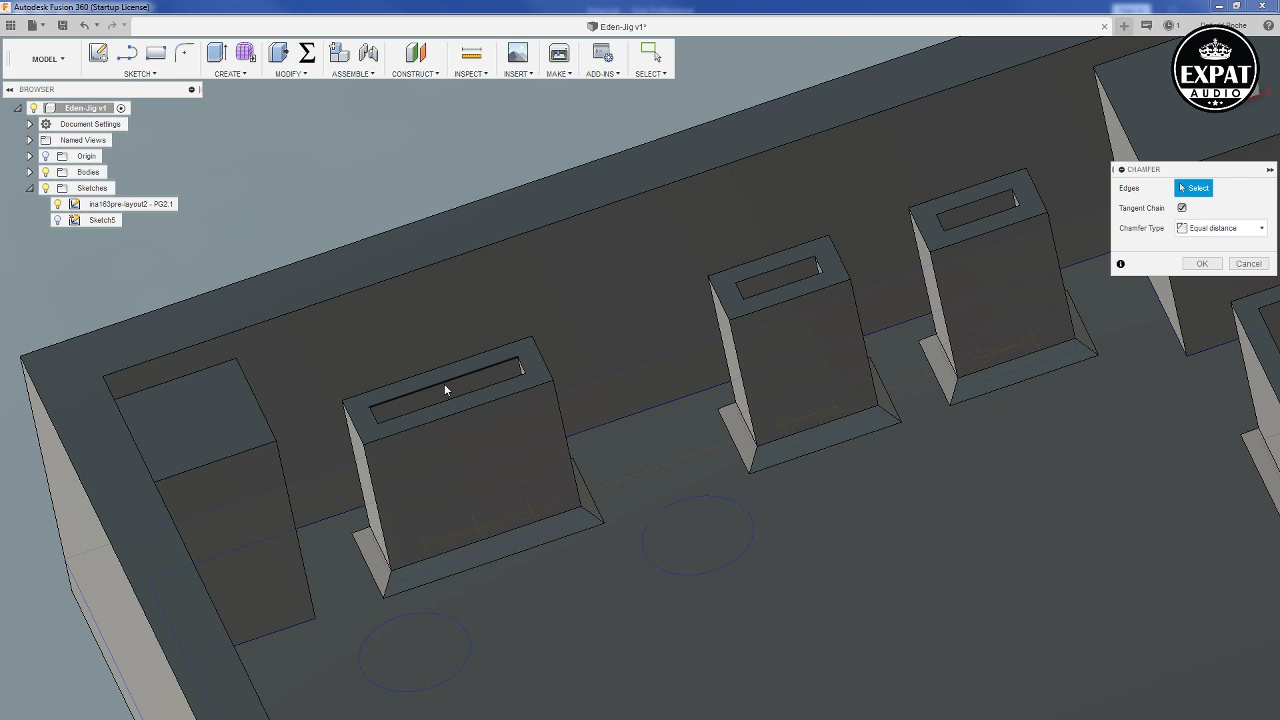 Autodesk Fusion 360 (Startup License)
Eden-Jig v1*
1
MODEL
SKETCH
CREATE
MODIFY
ASSEMBLE
CONSTRUCT
INSPECT
INSERT
MAKE
ADD-INS
SELECT
EXPAT
AUDIO
BROWSER
Eden-Jig v1
Document Settings
Named Views
Origin
Bodies
Sketches
ina163pre-layout2 - PG2.1
Sketch5
CHAMFER
Edges
Select
Tangent Chain
Chamfer Type
Equal distance
OK
Cancel